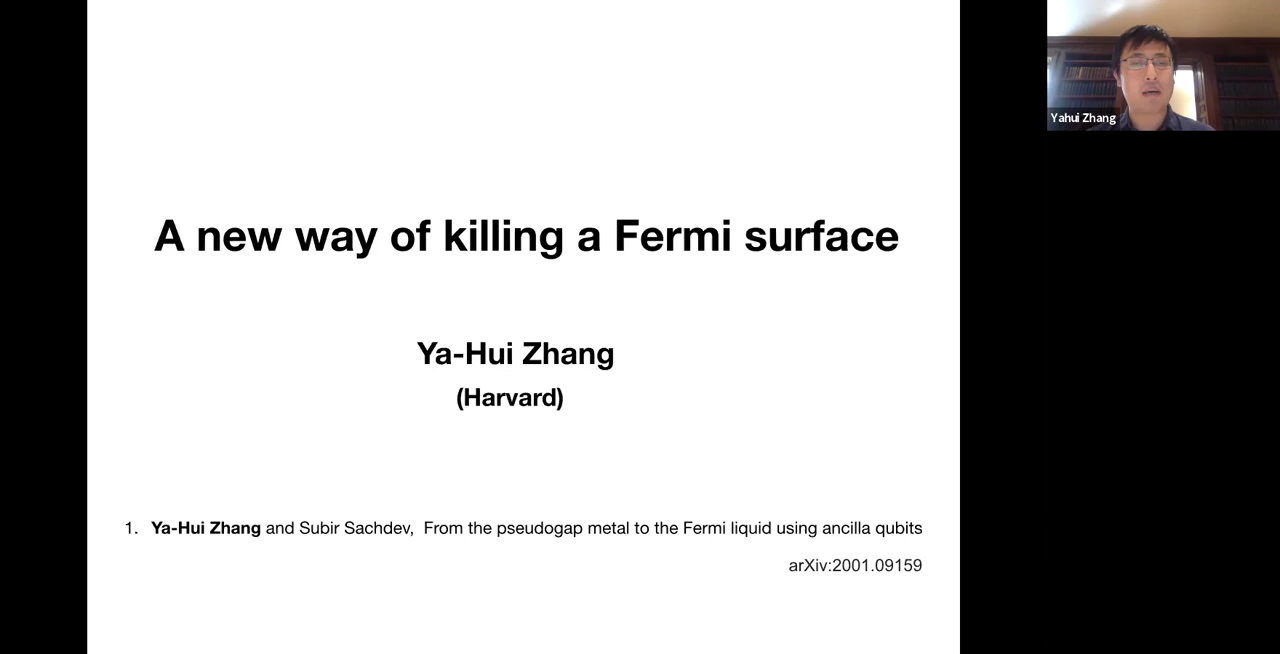 A new way of killing a Fermi surface
Ya-Hui Zhang
(Harvard)
1. Ya-Hui Zhang and Subir Sachdev, From the pseudogap metal to the Fermi liquid using ancilla qubits
arXiv:2001.09159
Yahui Zhang